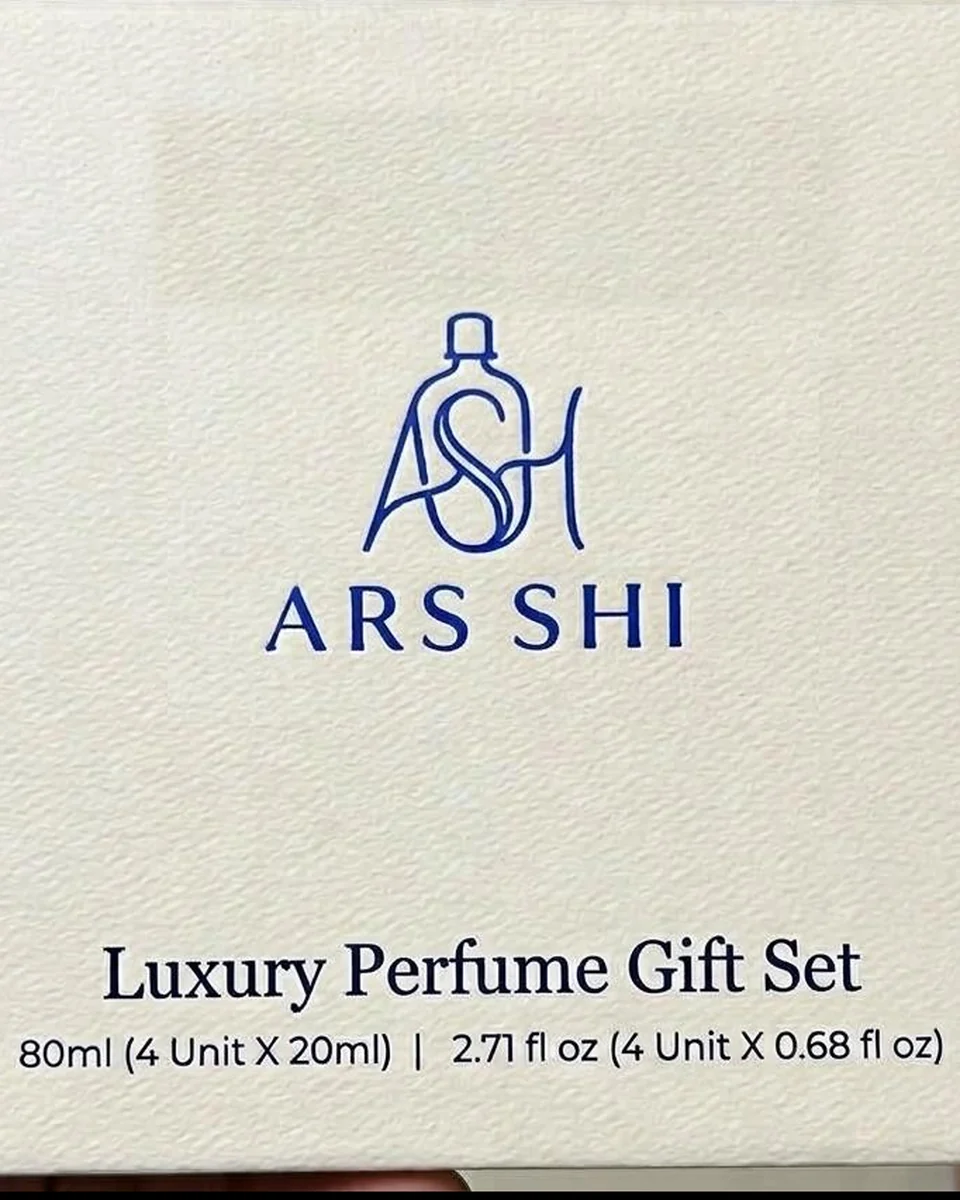 ASH
ARS SHI
Luxury Perfume Gift Set
80ml (4 Unit X 20ml) | 2.71 fl oz (4 Unit X 0.68 fl oz)